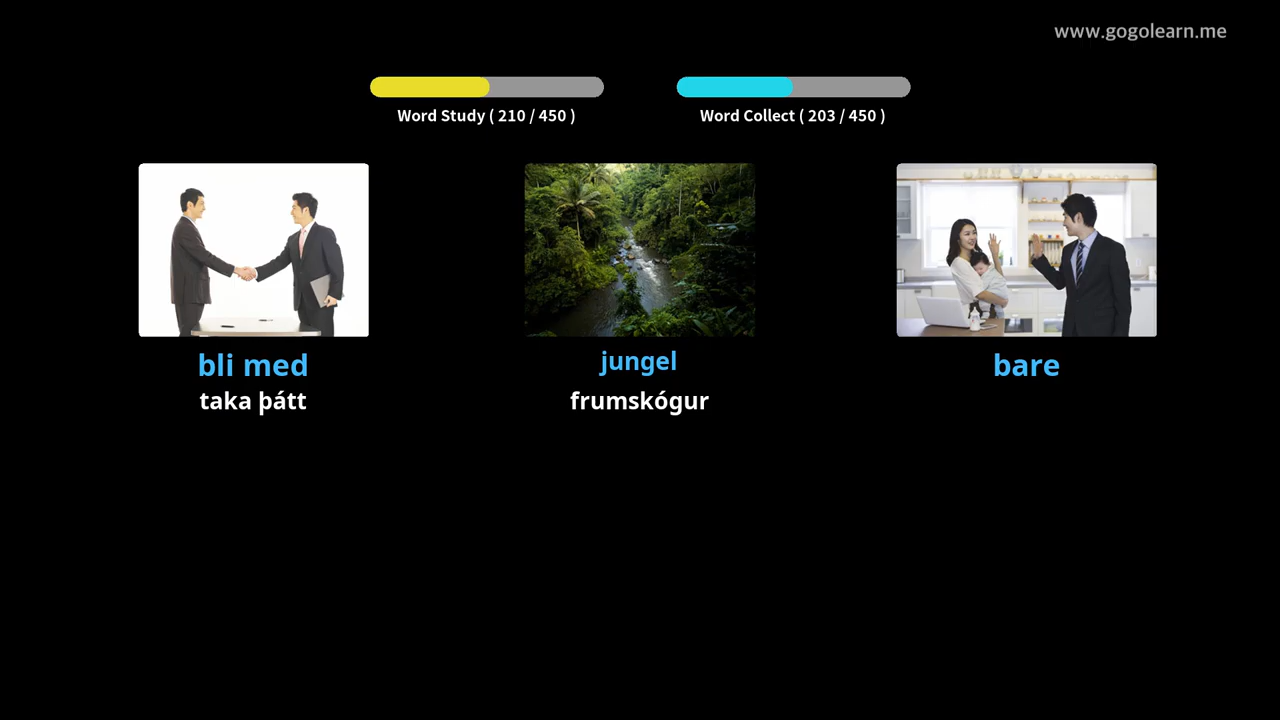 www.gogolearn.me
Word Study ( 210 / 450 )
Word Collect ( 203 / 450 )
bli med
taka þátt
jungel
frumskógur
bare